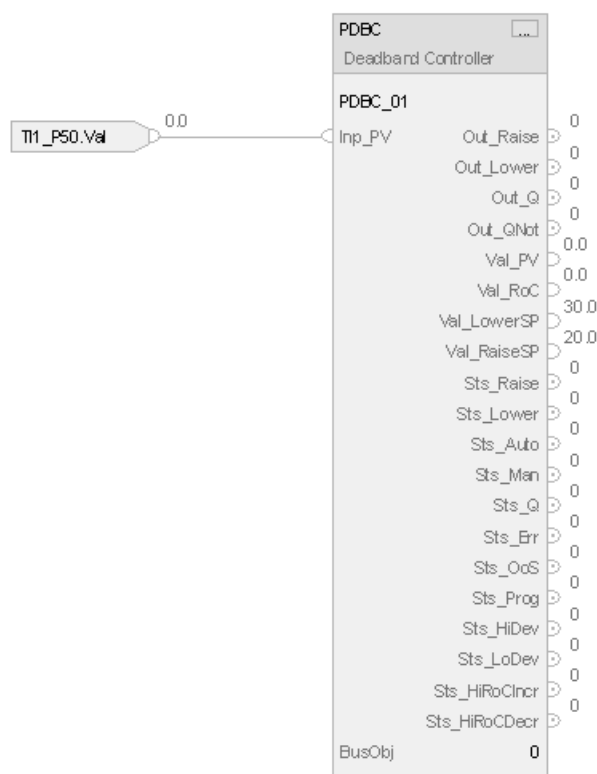 PDBC ...
Deadband Controller
PDBC_01
TI1_P50.Val 0.0 Inp_PV Out_Raise 0
Out_Lower 0
Out_Q 0
Out_QNot 0
Val_PV 0.0
Val_RoC 0.0
Val_LowerSP 30.0
Val_RaiseSP 20.0
Sts_Raise 0
Sts_Lower 0
Sts_Auto 0
Sts_Man 0
Sts_Q 0
Sts_Err 0
Sts_OoS 0
Sts_Prog 0
Sts_HiDev 0
Sts_LoDev 0
Sts_HiRoCIncr 0
Sts_HiRoCDecr 0
BusObj 0